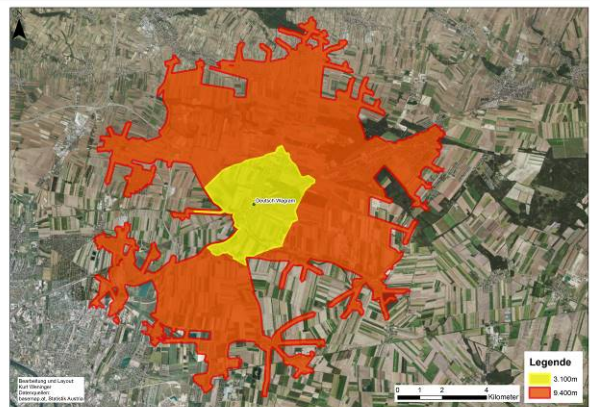 Deutsch Wagram
Legende
3.100m
9.400m
0 1 2 4
Kilometer
Bearbeitung und Layout
Kurt Weninger
Datenquellen:
basemap.at, Statistik Austria